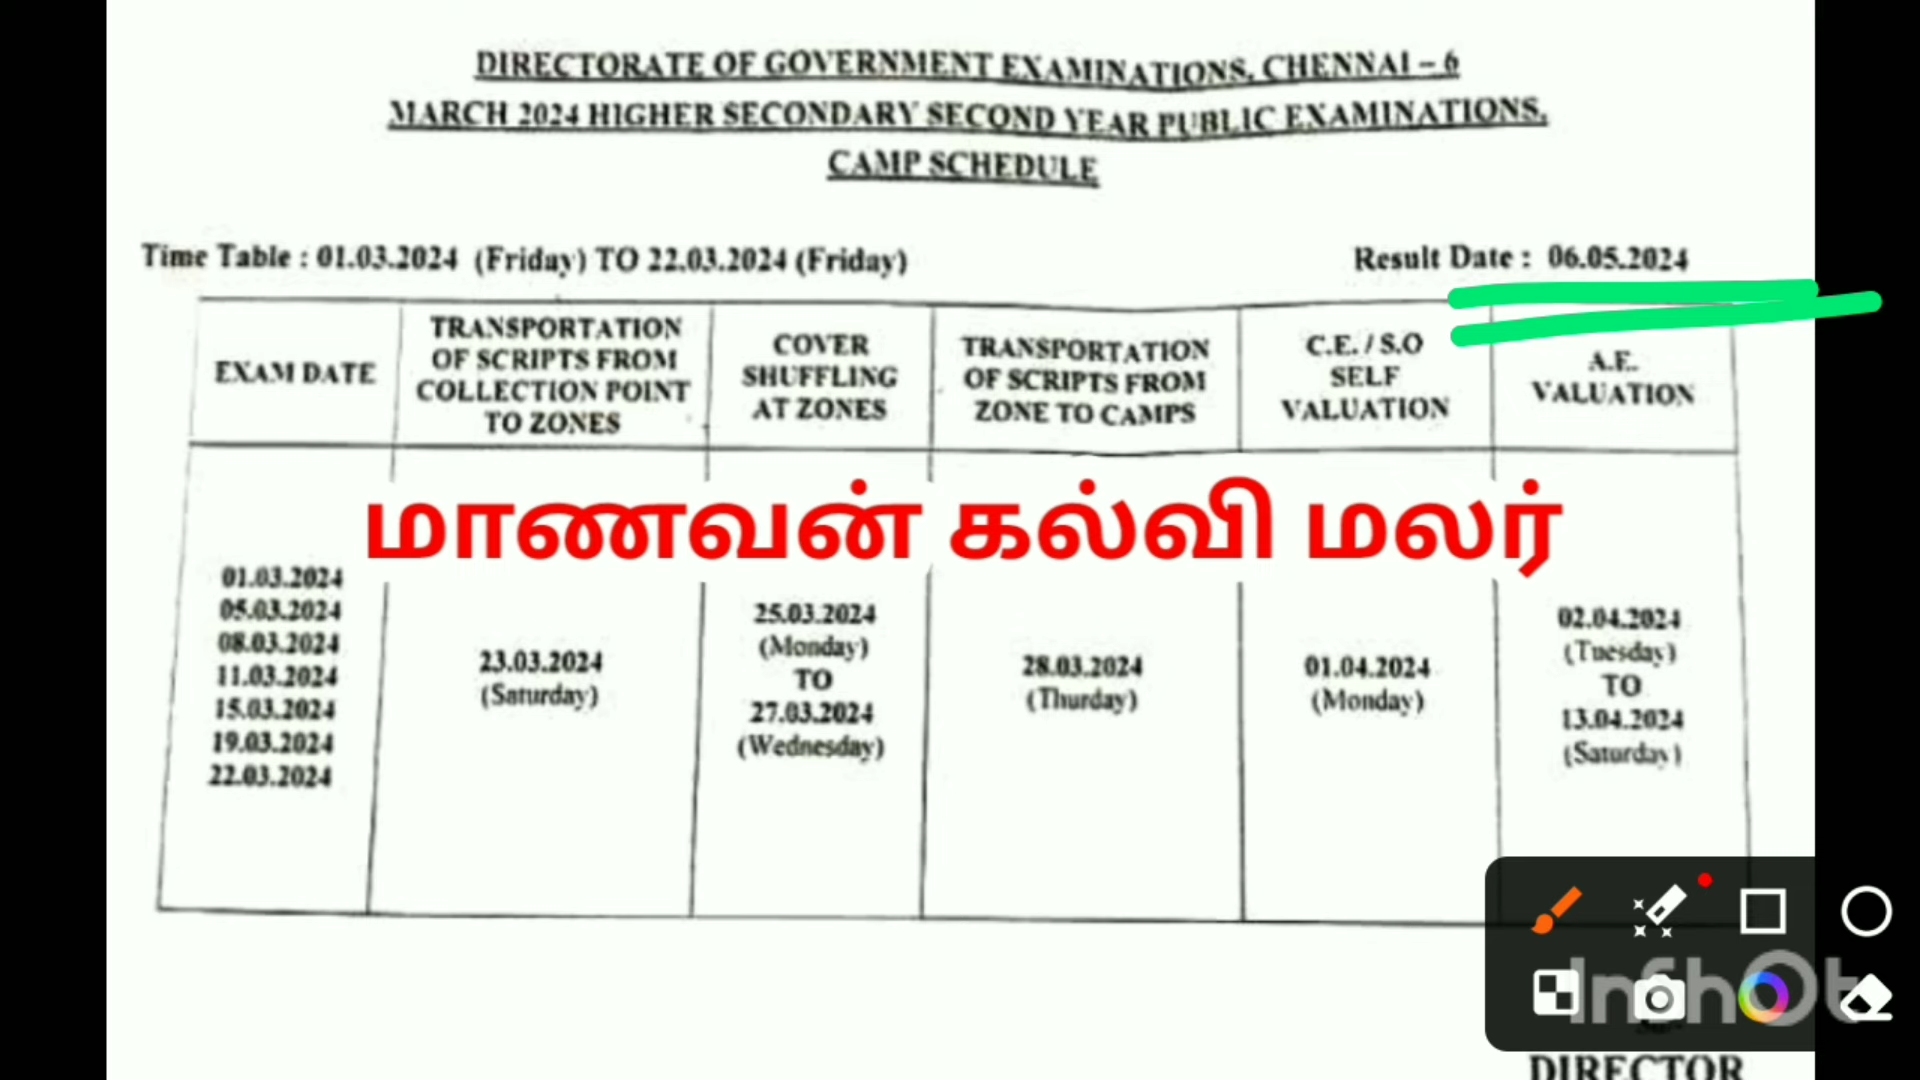 DIRECTORATE OF GOVERNMENT EXAMINATIONS, CHENNAI – 6
MARCH 2024 HIGHER SECONDARY SECOND YEAR PUBLIC EXAMINATIONS,
CAMP SCHEDULE
Time Table : 01.03.2024 (Friday) TO 22.03.2024 (Friday)
Result Date : 06.05.2024
EXAM DATE
TRANSPORTATION
OF SCRIPTS FROM
COLLECTION POINT
TO ZONES
COVER
SHUFFLING
AT ZONES
TRANSPORTATION
OF SCRIPTS FROM
ZONE TO CAMPS
C.E. / S.O
SELF
VALUATION
A.E.
VALUATION
மாணவன் கல்வி மலர்
01.03.2024
05.03.2024
08.03.2024
11.03.2024
15.03.2024
19.03.2024
22.03.2024
23.03.2024
(Saturday)
25.03.2024
(Monday)
TO
27.03.2024
(Wednesday)
28.03.2024
(Thurday)
01.04.2024
(Monday)
02.04.2024
(Tuesday)
TO
13.04.2024
(Saturday)
InShOt
DIRECTOR